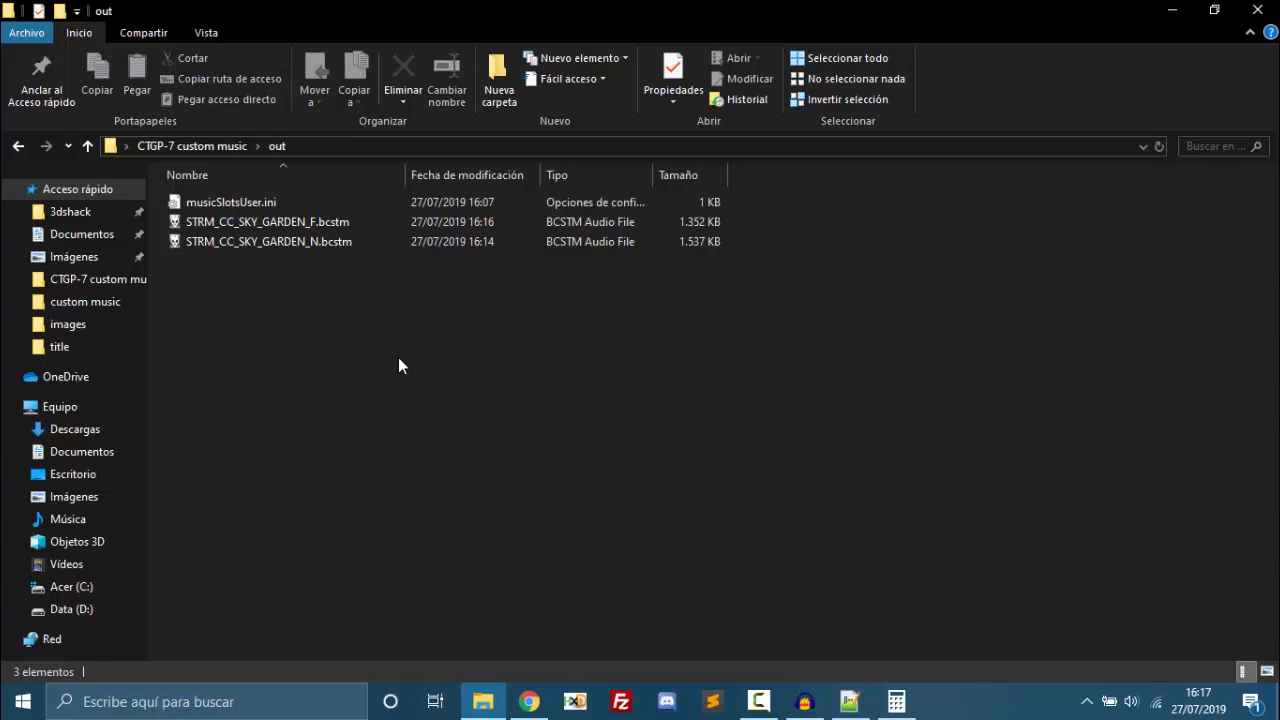 out
Archivo Inicio Compartir Vista
Anclar al Acceso rápido
Copiar
Pegar
Cortar
Copiar ruta de acceso
Pegar acceso directo
Portapapeles
Mover a
Copiar a
Eliminar
Cambiar nombre
Organizar
Nueva carpeta
Nuevo elemento
Fácil acceso
Nuevo
Propiedades
Abrir
Modificar
Historial
Abrir
Seleccionar todo
No seleccionar nada
Invertir selección
Seleccionar
CTGP-7 custom music > out
Buscar en ...
Nombre Fecha de modificación Tipo Tamaño
musicSlotsUser.ini 27/07/2019 16:07 Opciones de confi... 1 KB
STRM_CC_SKY_GARDEN_F.bcstm 27/07/2019 16:16 BCSTM Audio File 1.352 KB
STRM_CC_SKY_GARDEN_N.bcstm 27/07/2019 16:14 BCSTM Audio File 1.537 KB
Acceso rápido
3dshack
Documentos
Imágenes
CTGP-7 custom mu
custom music
images
title
OneDrive
Equipo
Descargas
Documentos
Escritorio
Imágenes
Música
Objetos 3D
Vídeos
Acer (C:)
Data (D:)
Red
3 elementos
Escribe aquí para buscar
16:17
27/07/2019
1